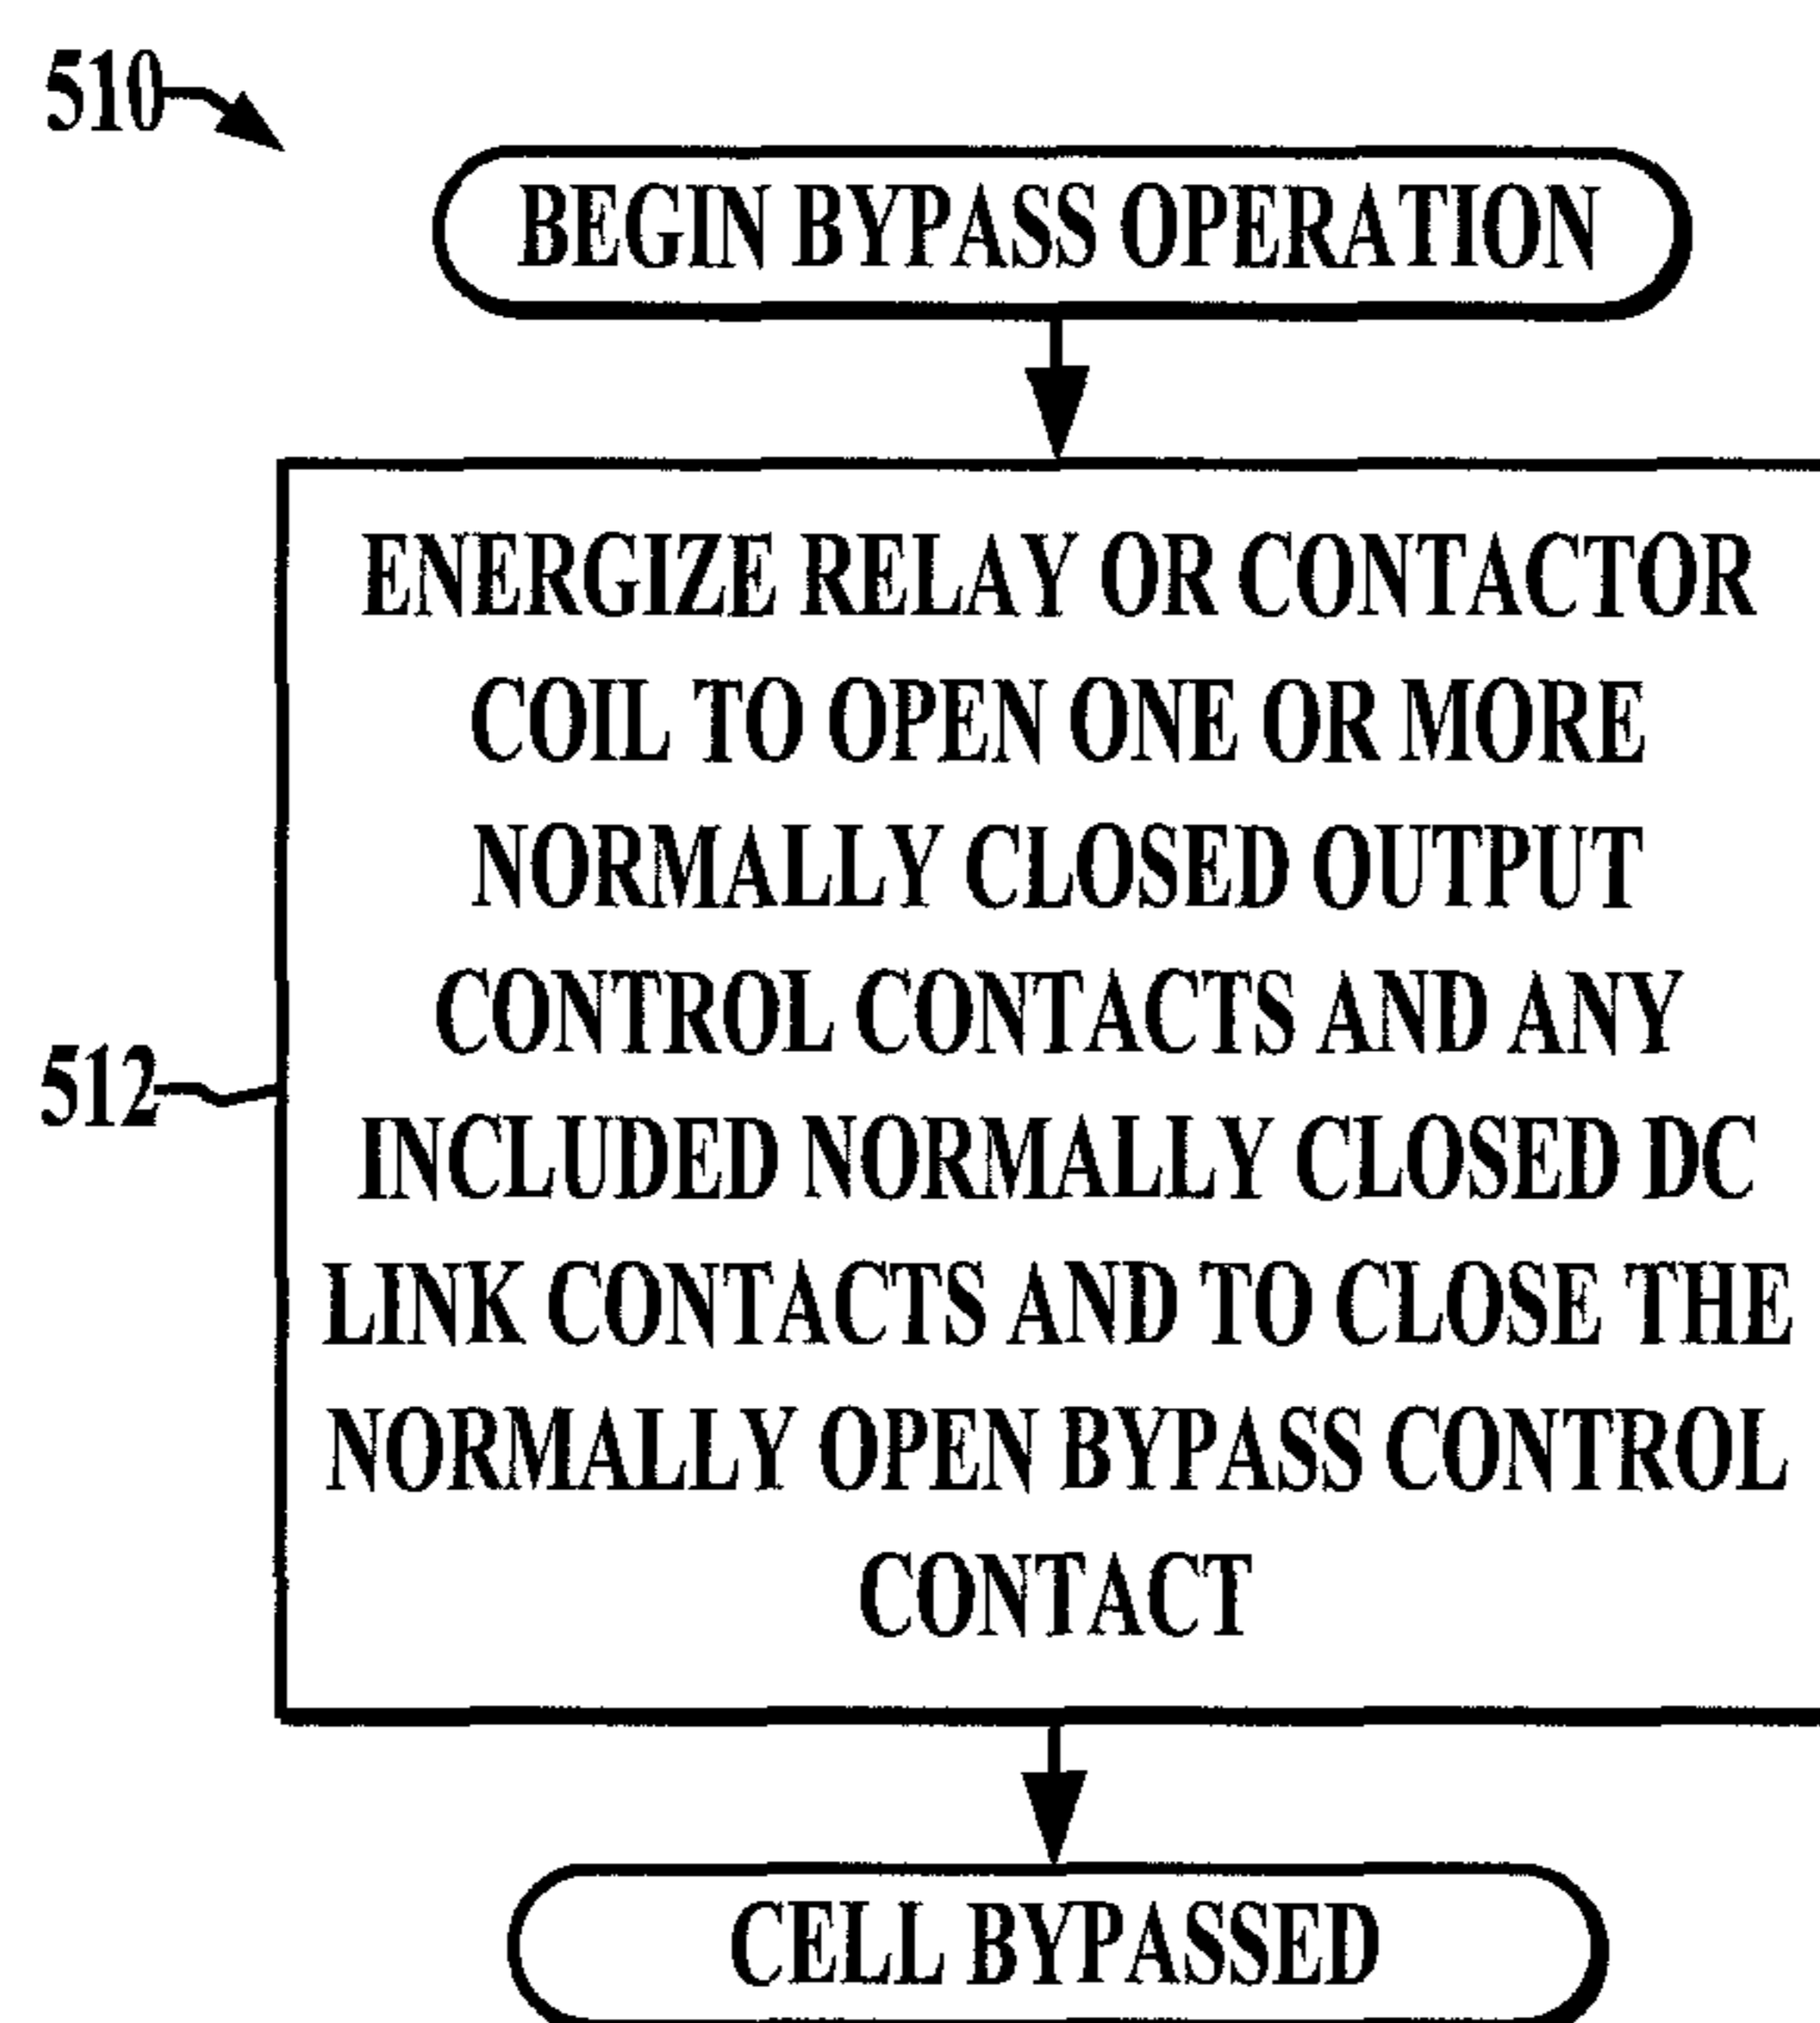 510
BEGIN BYPASS OPERATION
ENERGIZE RELAY OR CONTACTOR
COIL TO OPEN ONE OR MORE
NORMALLY CLOSED OUTPUT
CONTROL CONTACTS AND ANY
512
INCLUDED NORMALLY CLOSED DC
LINK CONTACTS AND TO CLOSE THE
NORMALLY OPEN BYPASS CONTROL
CONTACT
CELL BYPASSED